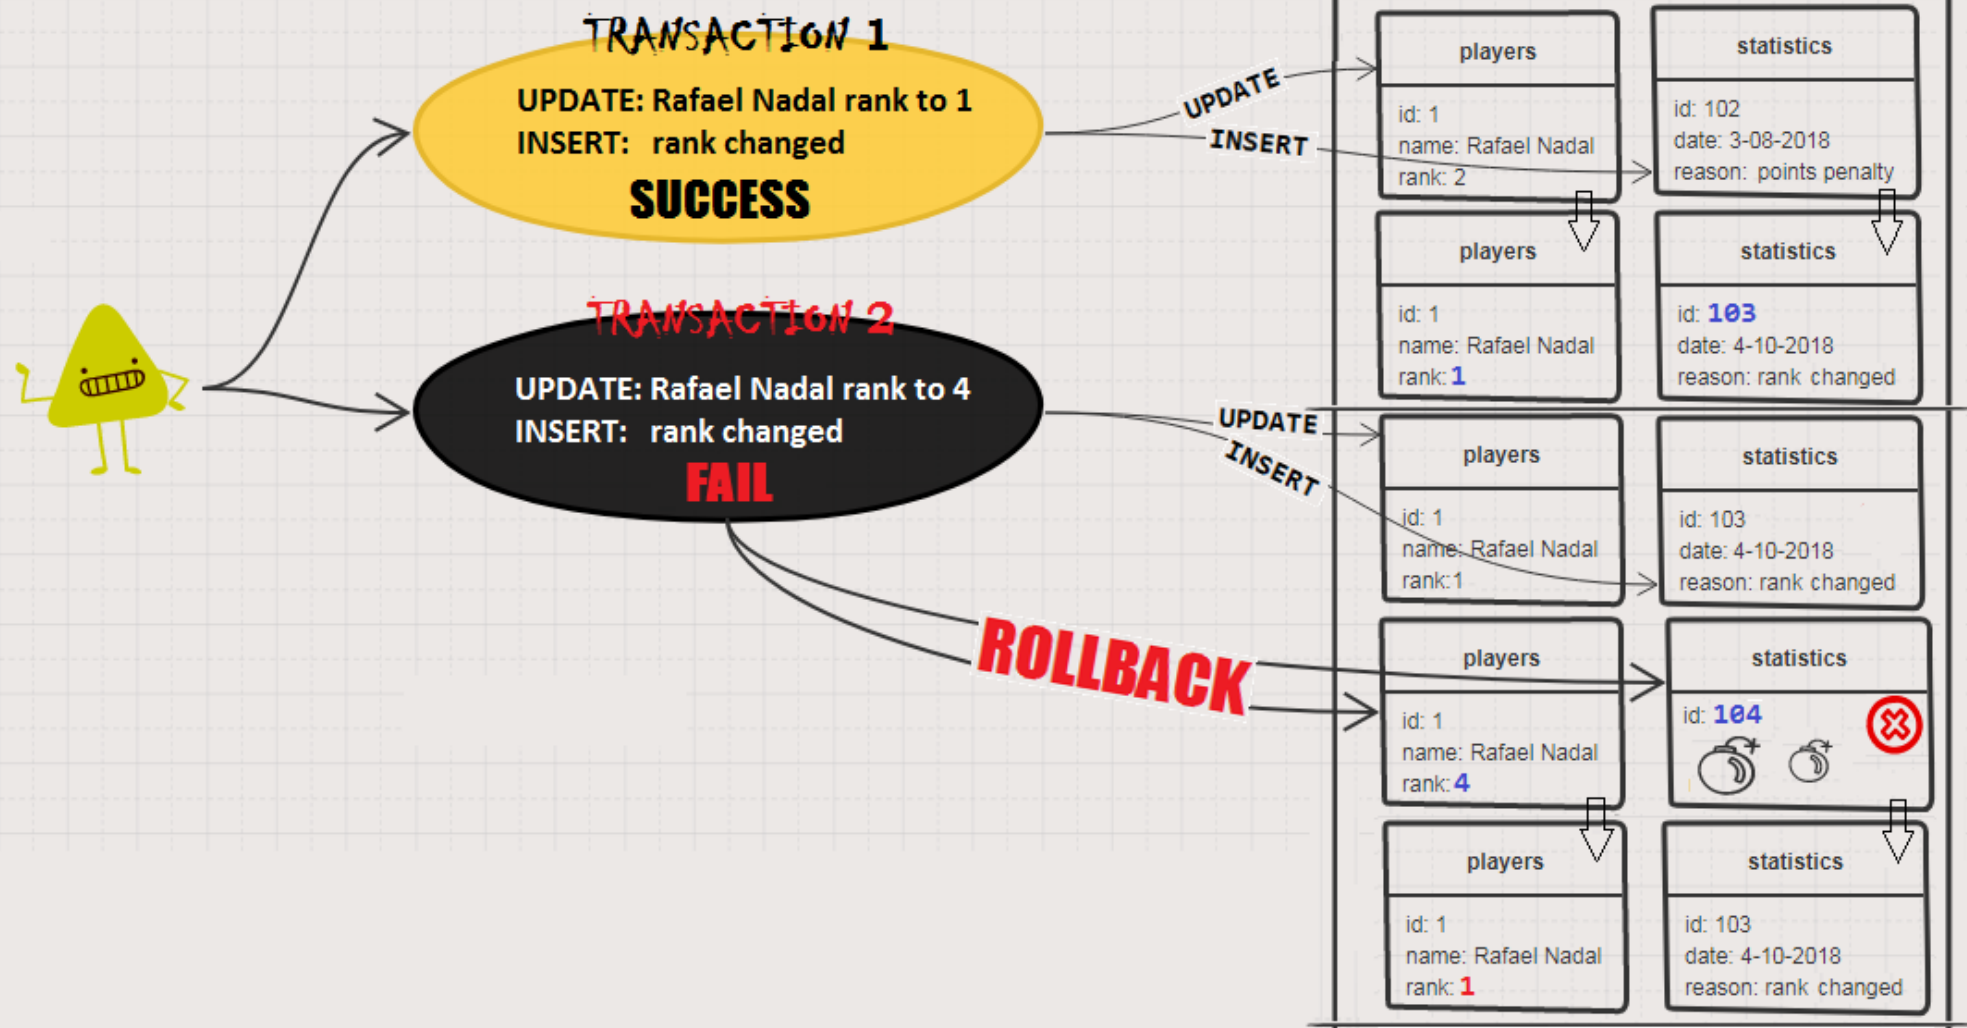 TRANSACTION 1
UPDATE: Rafael Nadal rank to 1
INSERT: rank changed
SUCCESS
UPDATE
INSERT
players
id: 1
name: Rafael Nadal
rank: 2
statistics
id: 102
date: 3-08-2018
reason: points penalty
players
id: 1
name: Rafael Nadal
rank: 1
statistics
id: 103
date: 4-10-2018
reason: rank changed
TRANSACTION 2
UPDATE: Rafael Nadal rank to 4
INSERT: rank changed
FAIL
UPDATE
INSERT
players
id: 1
name: Rafael Nadal
rank:1
statistics
id: 103
date: 4-10-2018
reason: rank changed
ROLLBACK
players
id: 1
name: Rafael Nadal
rank: 4
statistics
id: 104
players
id: 1
name: Rafael Nadal
rank: 1
statistics
id: 103
date: 4-10-2018
reason: rank changed